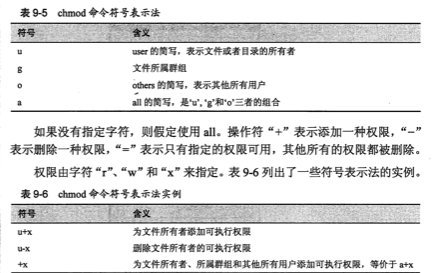 表 9-5 chmod 命令符号表示法
符号 含义
u user 的简写，表示文件或者目录的所有者
g 文件所属群组
o others 的简写，表示其他所有用户
a all 的简写，是‘u’, ‘g’和‘o’三者的组合
如果没有指定字符，则假定使用 all。操作符“+”表示添加一种权限，“−”
表示删除一种权限，“=”表示只有指定的权限可用，其他所有的权限都被删除。
权限由字符“r”、“w”和“x”来指定。表 9-6 列出了一些符号表示法的实例。
表 9-6 chmod 命令符号表示法实例
符号 含义
u+x 为文件所有者添加可执行权限
u-x 删除文件所有者的可执行权限
+x 为文件所有者、所属群组和其他所有用户添加可执行权限，等价于 a+x